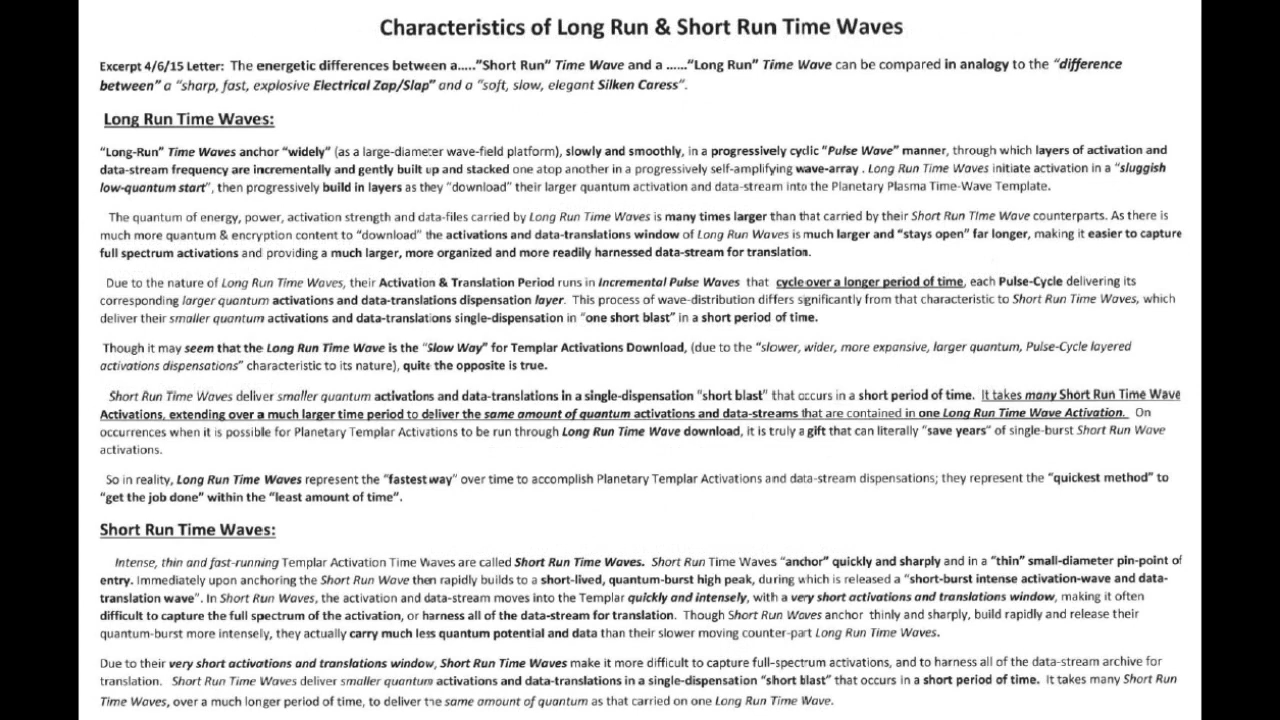 Characteristics of Long Run & Short Run Time Waves
Excerpt 4/6/15 Letter: The energetic differences between a....."Short Run" Time Wave and a ......"Long Run" Time Wave can be compared in analogy to the "difference
between" a "sharp, fast, explosive Electrical Zap/Slap" and a "soft, slow, elegant Silken Caress".
Long Run Time Waves:
"Long-Run" Time Waves anchor "widely" (as a large-diameter wave-field platform), slowly and smoothly, in a progressively cyclic "Pulse Wave" manner, through which layers of activation and
data-stream frequency are incrementally and gently built up and stacked one atop another in a progressively self-amplifying wave-array . Long Run Time Waves initiate activation in a "sluggish
low-quantum start", then progressively build in layers as they "download" their larger quantum activation and data-stream into the Planetary Plasma Time-Wave Template.
The quantum of energy, power, activation strength and data-files carried by Long Run Time Waves is many times larger than that carried by their Short Run TIme Wave counterparts. As there is
much more quantum & encryption content to "download" the activations and data-translations window of Long Run Waves is much larger and "stays open" far longer, making it easier to capture
full spectrum activations and providing a much larger, more organized and more readily harnessed data-stream for translation.
Due to the nature of Long Run Time Waves, their Activation & Translation Period runs in Incremental Pulse Waves that cycle over a longer period of time, each Pulse-Cycle delivering its
corresponding larger quantum activations and data-translations dispensation layer. This process of wave-distribution differs significantly from that characteristic to Short Run Time Waves, which
deliver their smaller quantum activations and data-translations single-dispensation in "one short blast" in a short period of time.
Though it may seem that the Long Run Time Wave is the "Slow Way" for Templar Activations Download, (due to the "slower, wider, more expansive, larger quantum, Pulse-Cycle layered
activations dispensations" characteristic to its nature), quite the opposite is true.
Short Run Time Waves deliver smaller quantum activations and data-translations in a single-dispensation "short blast" that occurs in a short period of time. It takes many Short Run Time Wave
Activations, extending over a much larger time period to deliver the same amount of quantum activations and data-streams that are contained in one Long Run Time Wave Activation. On
occurrences when it is possible for Planetary Templar Activations to be run through Long Run Time Wave download, it is truly a gift that can literally "save years" of single-burst Short Run Wave
activations.
So in reality, Long Run Time Waves represent the "fastest way" over time to accomplish Planetary Templar Activations and data-stream dispensations; they represent the "quickest method" to
"get the job done" within the "least amount of time".
Short Run Time Waves:
Intense, thin and fast-running Templar Activation Time Waves are called Short Run Time Waves. Short Run Time Waves "anchor" quickly and sharply and in a "thin" small-diameter pin-point of
entry. Immediately upon anchoring the Short Run Wave then rapidly builds to a short-lived, quantum-burst high peak, during which is released a "short-burst intense activation-wave and data-
translation wave". In Short Run Waves, the activation and data-stream moves into the Templar quickly and intensely, with a very short activations and translations window, making it often
difficult to capture the full spectrum of the activation, or harness all of the data-stream for translation. Though Short Run Waves anchor thinly and sharply, build rapidly and release their
quantum-burst more intensely, they actually carry much less quantum potential and data than their slower moving counter-part Long Run Time Waves.
Due to their very short activations and translations window, Short Run Time Waves make it more difficult to capture full-spectrum activations, and to harness all of the data-stream archive for
translation. Short Run Time Waves deliver smaller quantum activations and data-translations in a single-dispensation "short blast" that occurs in a short period of time. It takes many Short Run
Time Waves, over a much longer period of time, to deliver the same amount of quantum as that carried on one Long Run Time Wave.